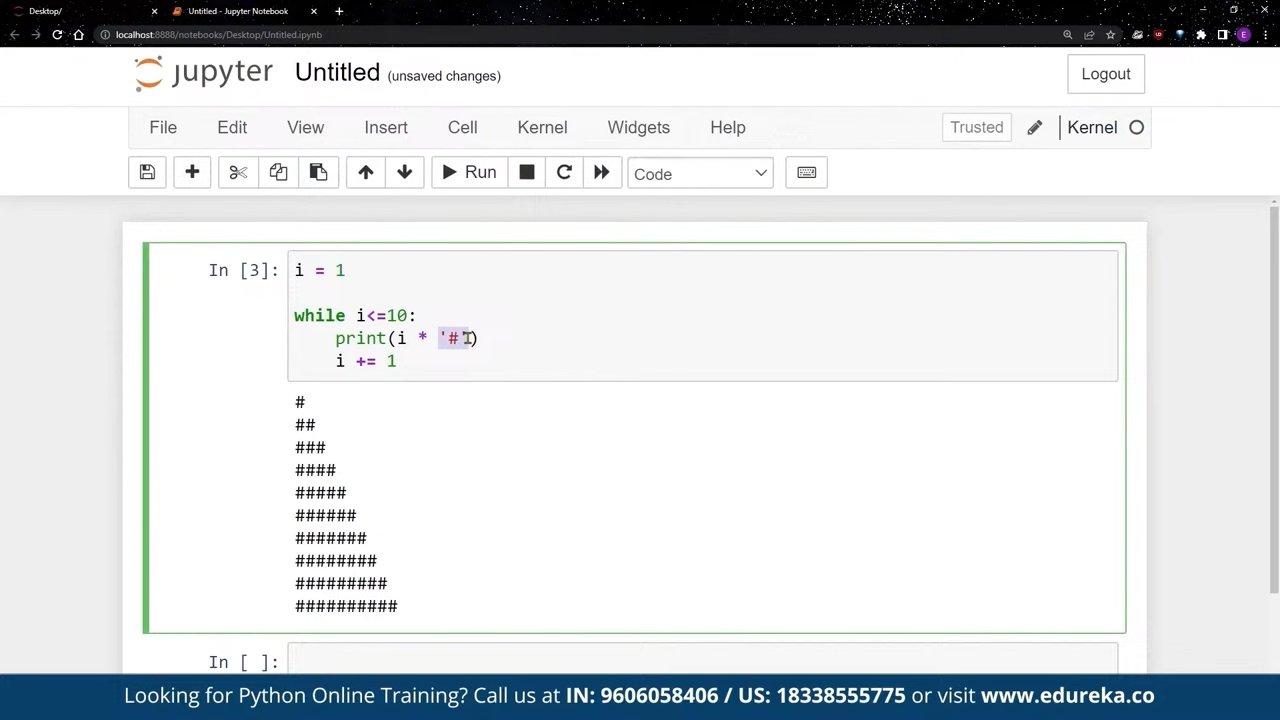 Desktop/
Untitled - Jupyter Notebook
localhost:8888/notebooks/Desktop/Untitled.ipynb
jupyter Untitled (unsaved changes)
Logout
File Edit View Insert Cell Kernel Widgets Help
Trusted
Kernel
Run
Code
In [3]:
i = 1
while i<=10:
    print(i * '#')
    i += 1
#
##
###
####
#####
######
#######
########
#########
##########
In [ ]:
Looking for Python Online Training? Call us at IN: 9606058406 / US: 18338555775 or visit www.edureka.co